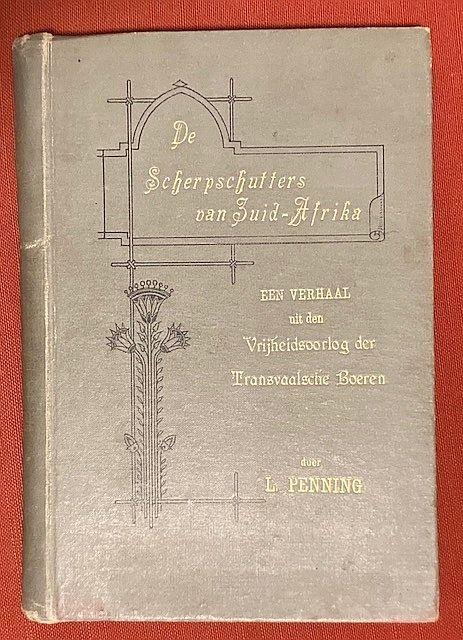 De
Scherpschutters
van Zuid-Afrika
EEN VERHAAL
uit den
Vrijheidsoorlog der
Transvaalsche Boeren
door
L. PENNING